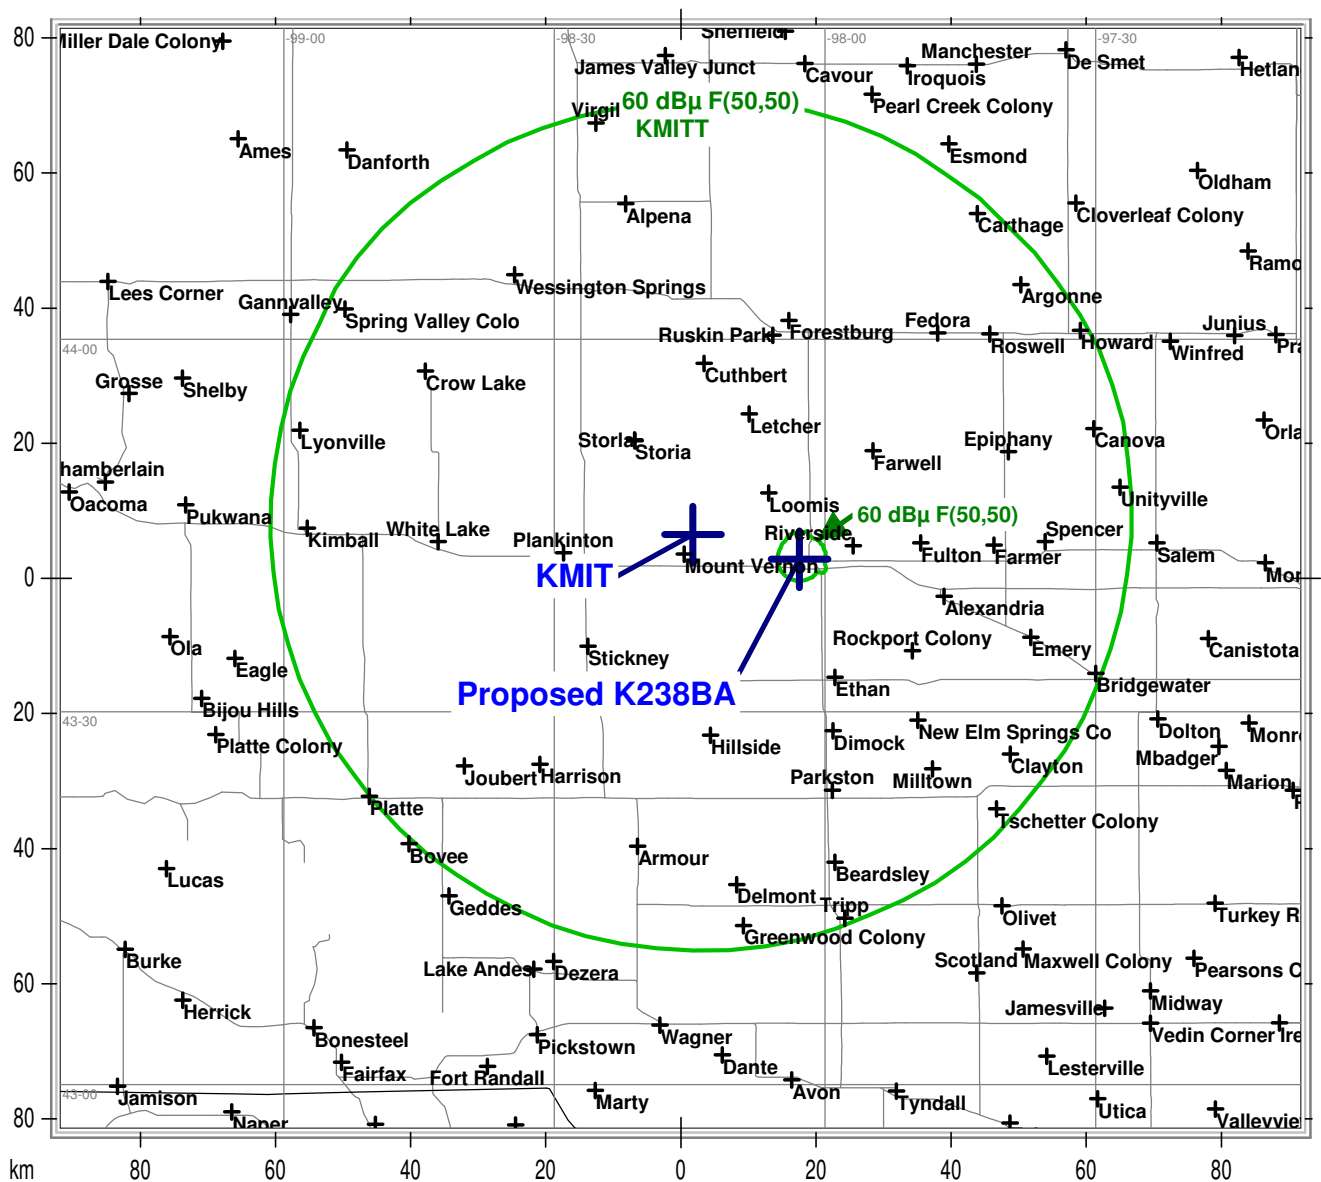 80
Miller Dale Colony
Sheffield
-99-00
-98-30
-98-00
-97-30
James Valley Junct
Cavour
Manchester
Iroquois
De Smet
Hetlan
60 dBµ F(50,50)
KMITT
Virgil
Pearl Creek Colony
60
Ames
Danforth
Esmond
Oldham
Alpena
Carthage
Cloverleaf Colony
Ramo
Lees Corner
Wessington Springs
Argonne
40
Gannvalley
Spring Valley Colo
Ruskin Park
Forestburg
Fedora
Roswell
Howard
Junius
Winfred
Pra
44-00
Grosse
Shelby
Crow Lake
Cuthbert
Letcher
20
Lyonville
Storla
Storia
Farwell
Epiphany
Canova
Orla
hamberlain
Oacoma
Pukwana
Loomis
Unityville
Kimball
White Lake
Plankinton
Riverside
60 dBµ F(50,50)
Fulton
Farmer
Spencer
Salem
0
KMIT
Mount Vernon
Mon
Alexandria
Ola
Eagle
Stickney
Rockport Colony
Emery
Canistota
Proposed K238BA
Ethan
Bridgewater
20
43-30
Bijou Hills
Platte Colony
Hillside
Dimock
New Elm Springs Co
Dolton
Monro
Joubert
Harrison
Parkston
Milltown
Clayton
Mbadger
Marion
Platte
Tschetter Colony
40
Bovee
Armour
Beardsley
Lucas
Geddes
Delmont
Tripp
Olivet
Turkey R
Greenwood Colony
Burke
Lake Andes
Dezera
Scotland
Maxwell Colony
Pearsons C
60
Herrick
Jamesville
Midway
Bonesteel
Pickstown
Wagner
Vedin Corner
Ire
Fairfax
Fort Randall
Dante
Lesterville
43-00
Jamison
Marty
Avon
Tyndall
Utica
80
Naper
Valleyvie
km
80
60
40
20
0
20
40
60
80